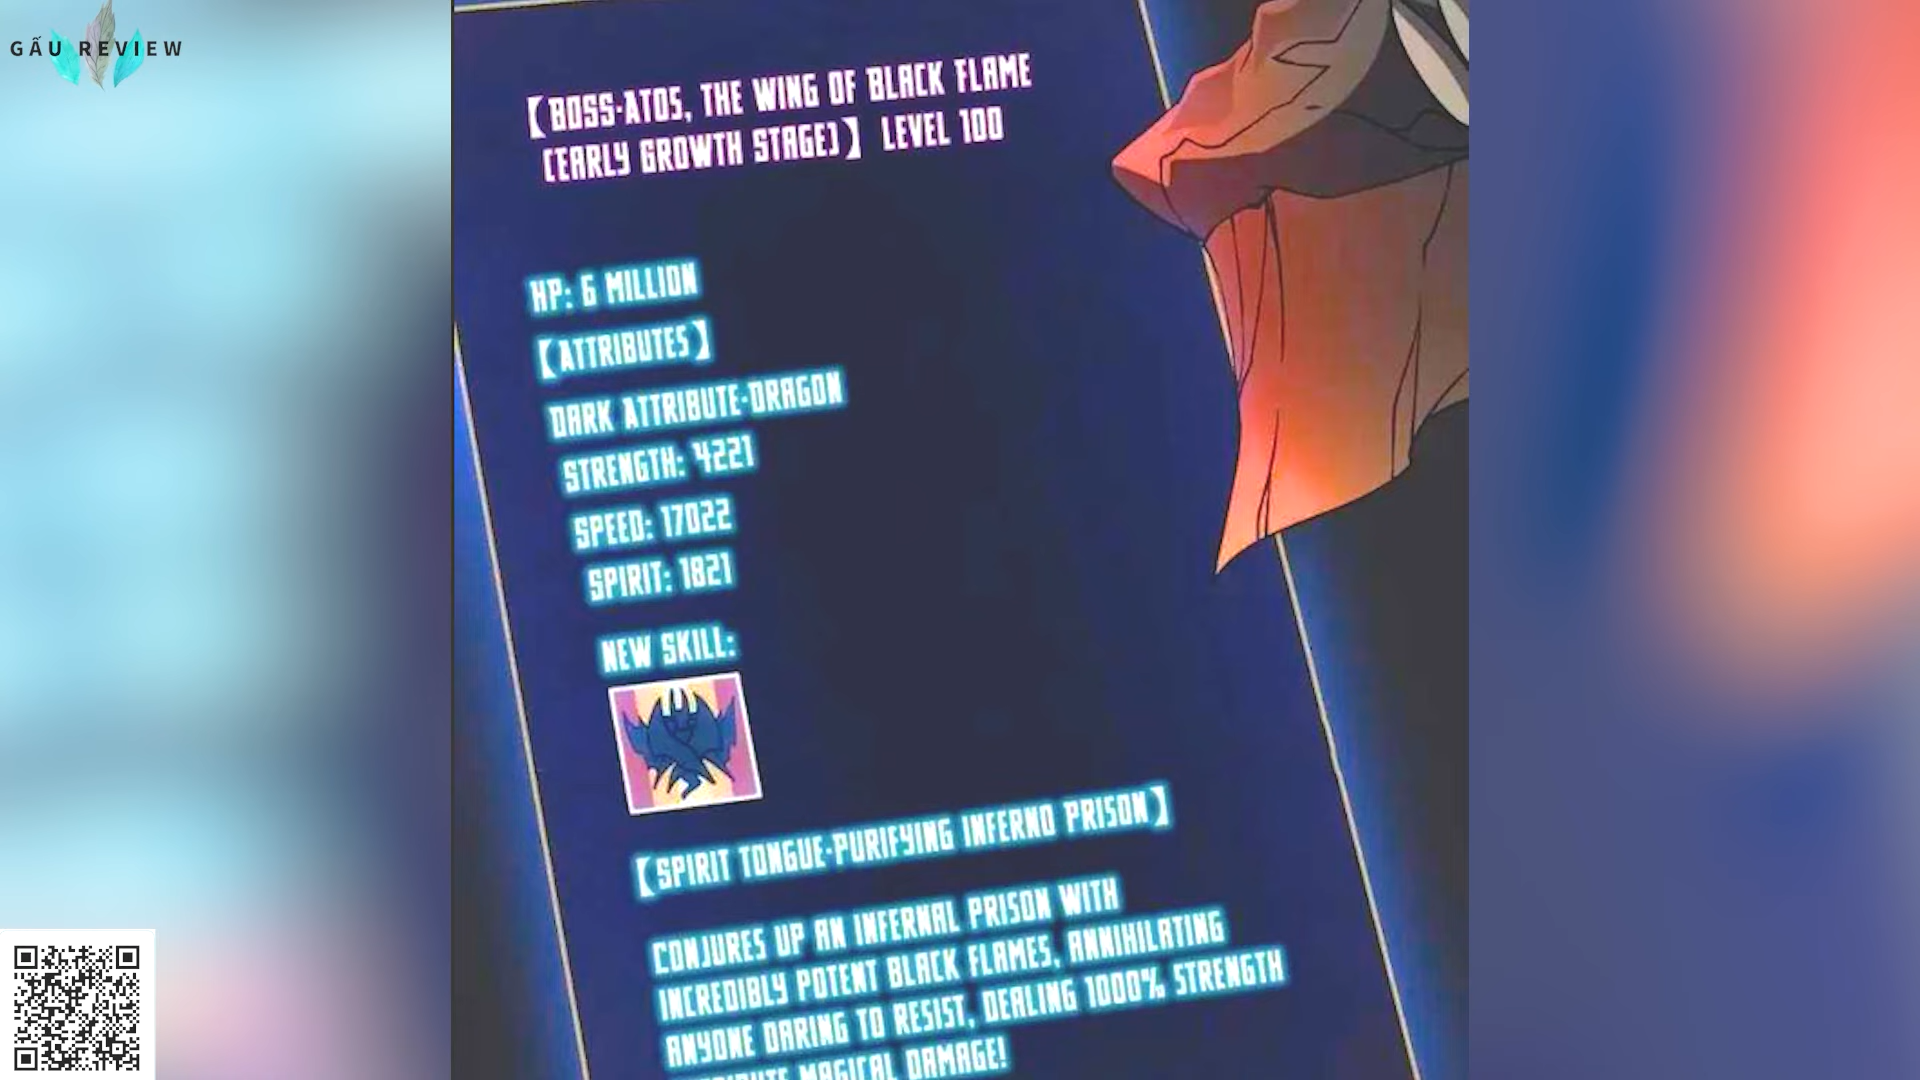 GẤU REVIEW
【BOSS-ATOS, THE WING OF BLACK FLAME
(EARLY GROWTH STAGE)】 LEVEL 100
HP: 6 MILLION
【ATTRIBUTES】
DARK ATTRIBUTE-DRAGON
STRENGTH: 4221
SPEED: 17022
SPIRIT: 1821
NEW SKILL:
【SPIRIT TONGUE-PURIFYING INFERNO PRISON】
CONJURES UP AN INFERNAL PRISON WITH
INCREDIBLY POTENT BLACK FLAMES, ANNIHILATING
ANYONE DARING TO RESIST, DEALING 1000% STRENGTH
MAGICAL DAMAGE!